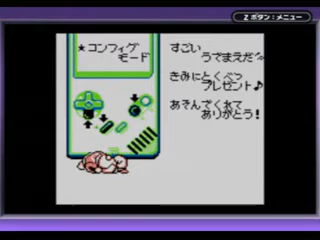 Zボタン:メニュー
★コンフィグ
モード
すごい
うでまえだ
きみにとくべつ
プレゼント♪
あそんでくれて
ありがとう!